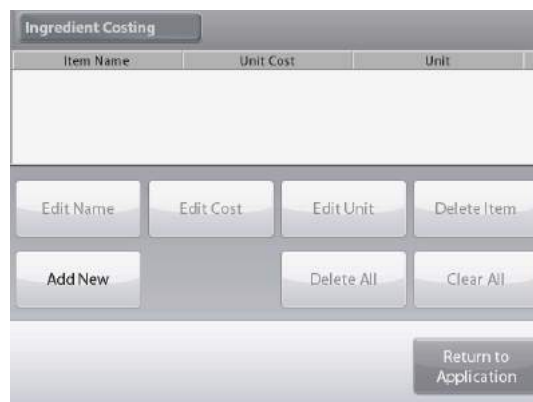 Ingredient Costing
Item Name Unit Cost Unit
Edit Name Edit Cost Edit Unit Delete Item
Add New Delete All Clear All
Return to
Application